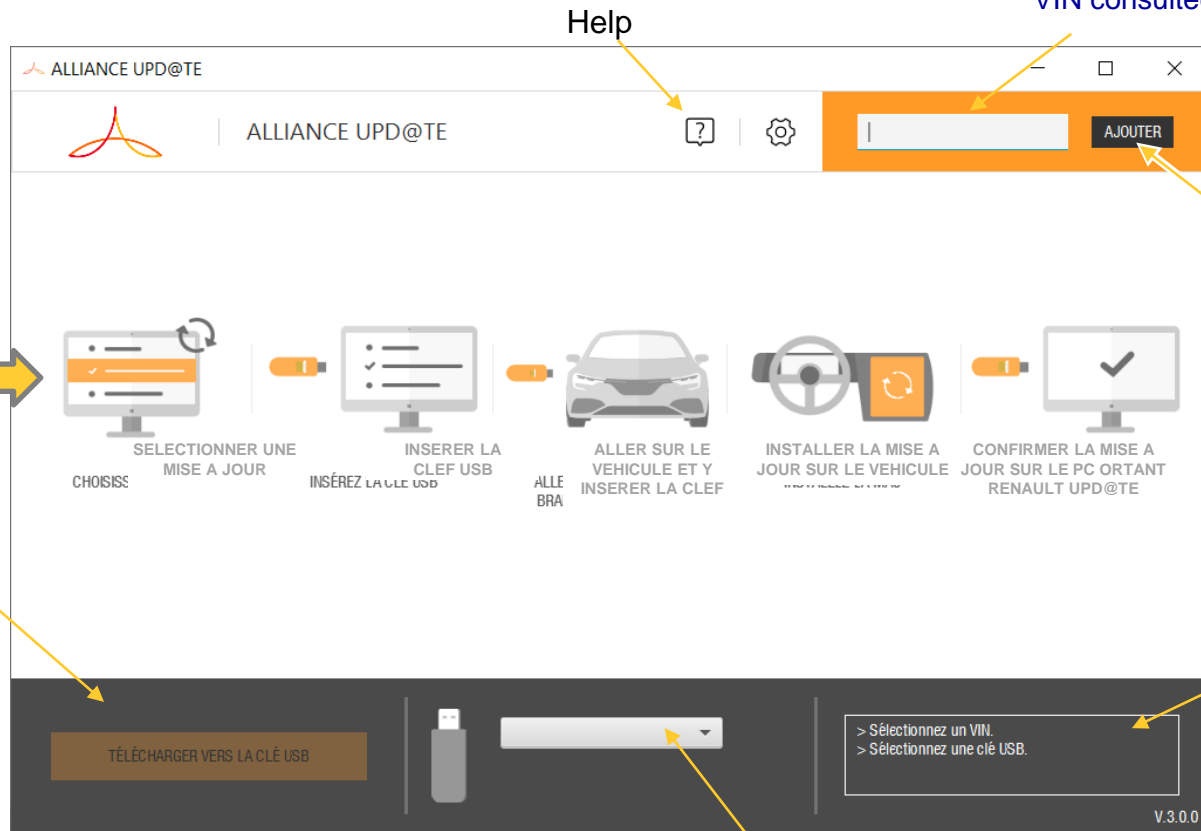 Help
VIN
ALLIANCE UPD@TE
ALLIANCE UPD@TE
AJOUTER
SELECTIONNER UNE
MISE A JOUR
INSERER LA
CLEF USB
INSÉREZ LA CLÉ USB
ALLER SUR LE
VEHICULE ET Y
INSERER LA CLEF
INSTALLER LA MISE A
JOUR SUR LE VEHICULE
CONFIRMER LA MISE A
JOUR SUR LE PC ORTANT
RENAULT UPD@TE
TÉLÉCHARGER VERS LA CLÉ USB
> Sélectionnez un VIN.
> Sélectionnez une clé USB.
V.3.0.0